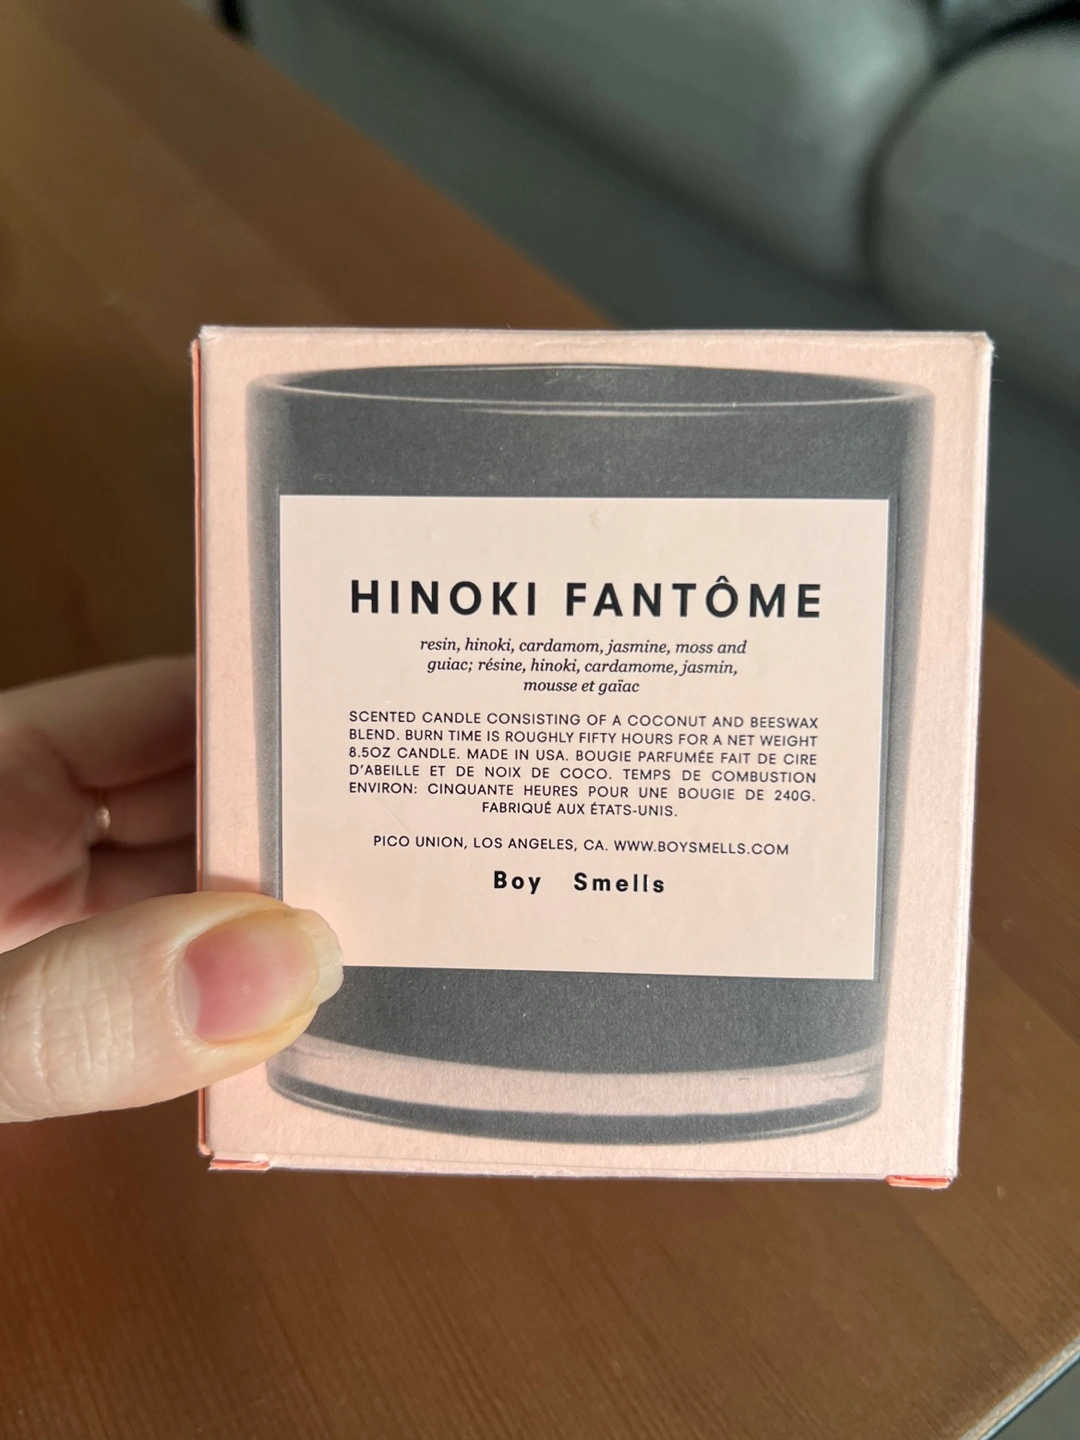 HINOKI FANTÔME
resin, hinoki, cardamom, jasmine, moss and
guiac; résine, hinoki, cardamome, jasmin,
mousse et gaïac
SCENTED CANDLE CONSISTING OF A COCONUT AND BEESWAX
BLEND. BURN TIME IS ROUGHLY FIFTY HOURS FOR A NET WEIGHT
8.5OZ CANDLE. MADE IN USA. BOUGIE PARFUMÉE FAIT DE CIRE
D'ABEILLE ET DE NOIX DE COCO. TEMPS DE COMBUSTION
ENVIRON: CINQUANTE HEURES POUR UNE BOUGIE DE 240G.
FABRIQUÉ AUX ÉTATS-UNIS.
PICO UNION, LOS ANGELES, CA. WWW.BOYSMELLS.COM
Boy Smells